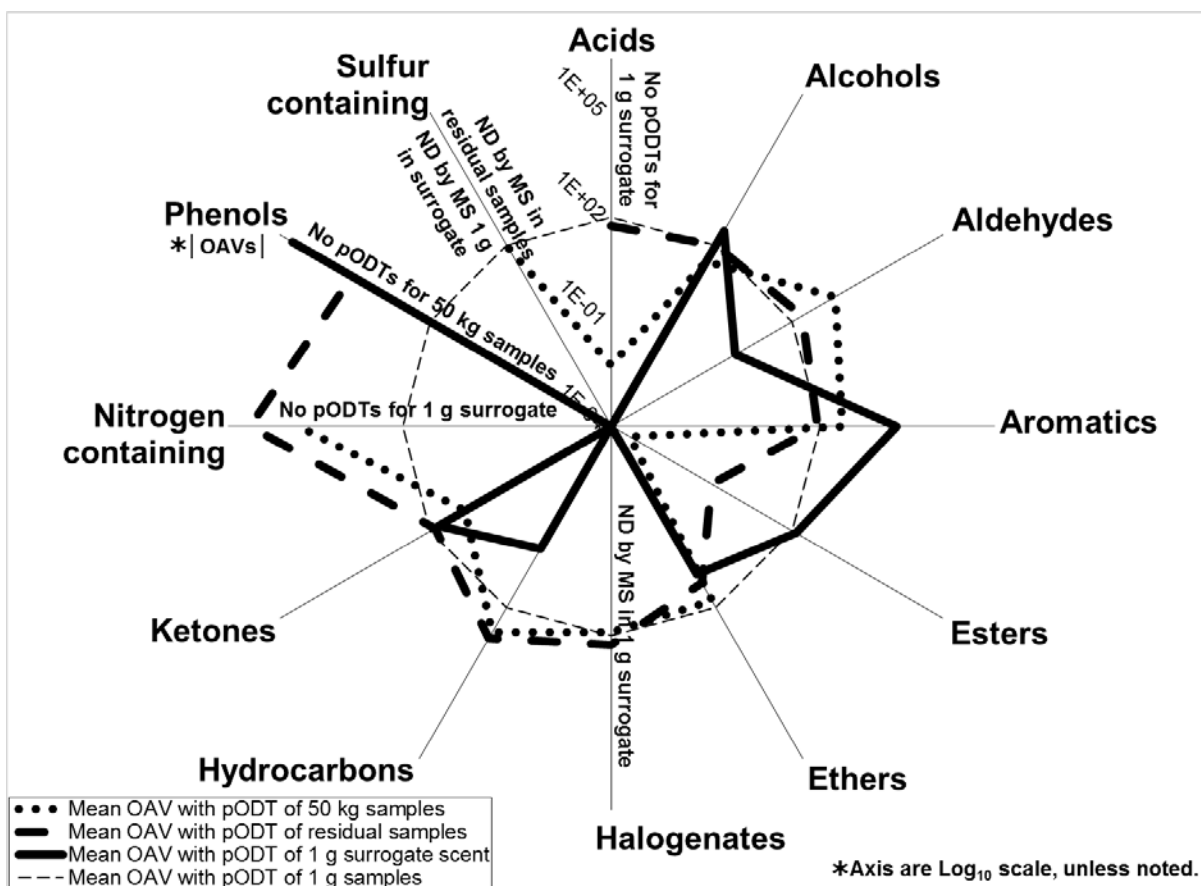 Acids
Alcohols
Aldehydes
Aromatics
Esters
Ethers
Halogenates
Hydrocarbons
Ketones
Nitrogen
containing
Phenols
*|OAVs|
Sulfur
containing
1E+05
1E+02
1E-01
No pODTs for
1 g surrogate
ND by MS in
residual samples
ND by MS 1 g
in surrogate
No pODTs for 50 kg samples
No pODTs for 1 g surrogate
ND by MS in 1 g surrogate
Mean OAV with pODT of 50 kg samples
Mean OAV with pODT of residual samples
Mean OAV with pODT of 1 g surrogate scent
Mean OAV with pODT of 1 g samples
*Axis are Log₁₀ scale, unless noted.